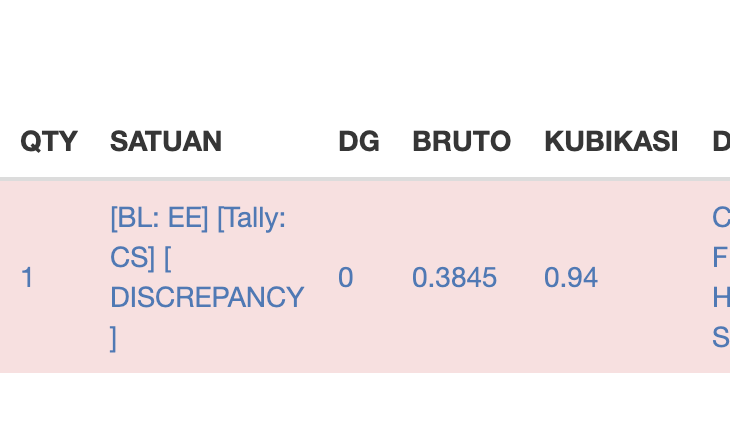 QTY SATUAN DG BRUTO KUBIKASI D
[BL: EE] [Tally: C
CS] [ F
1 0 0.3845 0.94
DISCREPANCY H
] S